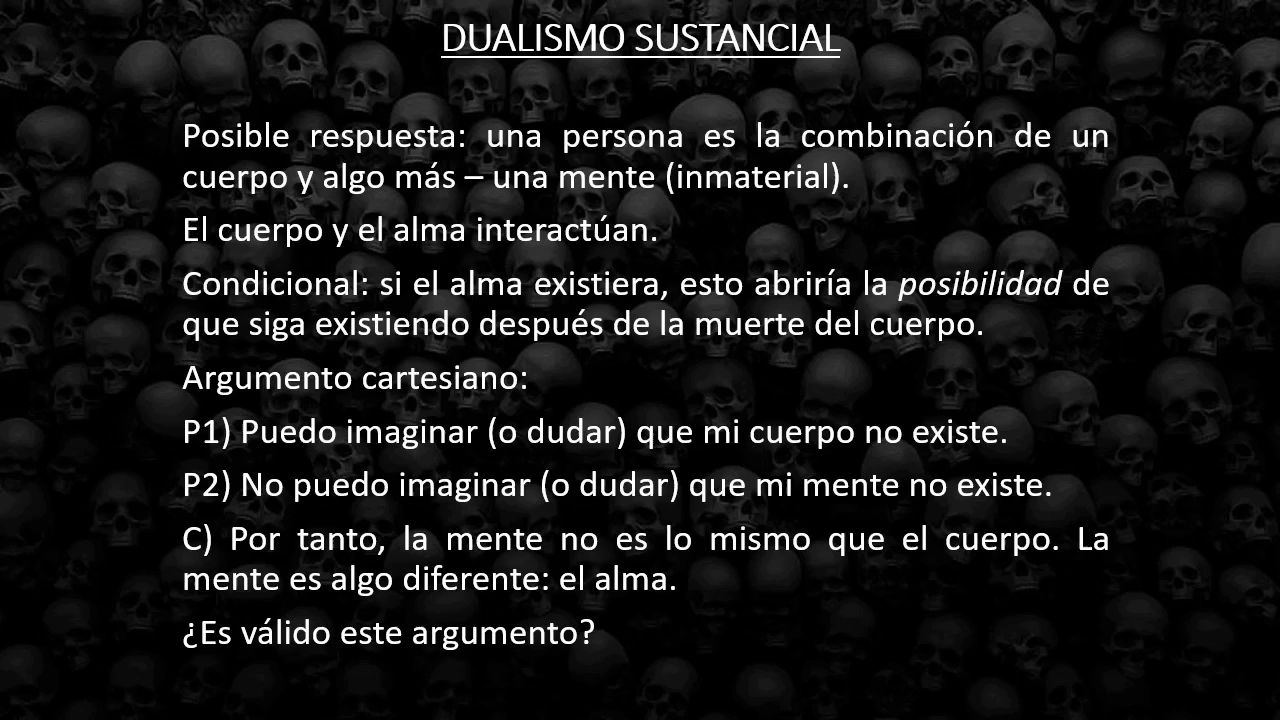 DUALISMO SUSTANCIAL
Posible respuesta: una persona es la combinación de un
cuerpo y algo más – una mente (inmaterial).
El cuerpo y el alma interactúan.
Condicional: si el alma existiera, esto abriría la posibilidad de
que siga existiendo después de la muerte del cuerpo.
Argumento cartesiano:
P1) Puedo imaginar (o dudar) que mi cuerpo no existe.
P2) No puedo imaginar (o dudar) que mi mente no existe.
C) Por tanto, la mente no es lo mismo que el cuerpo. La
mente es algo diferente: el alma.
¿Es válido este argumento?